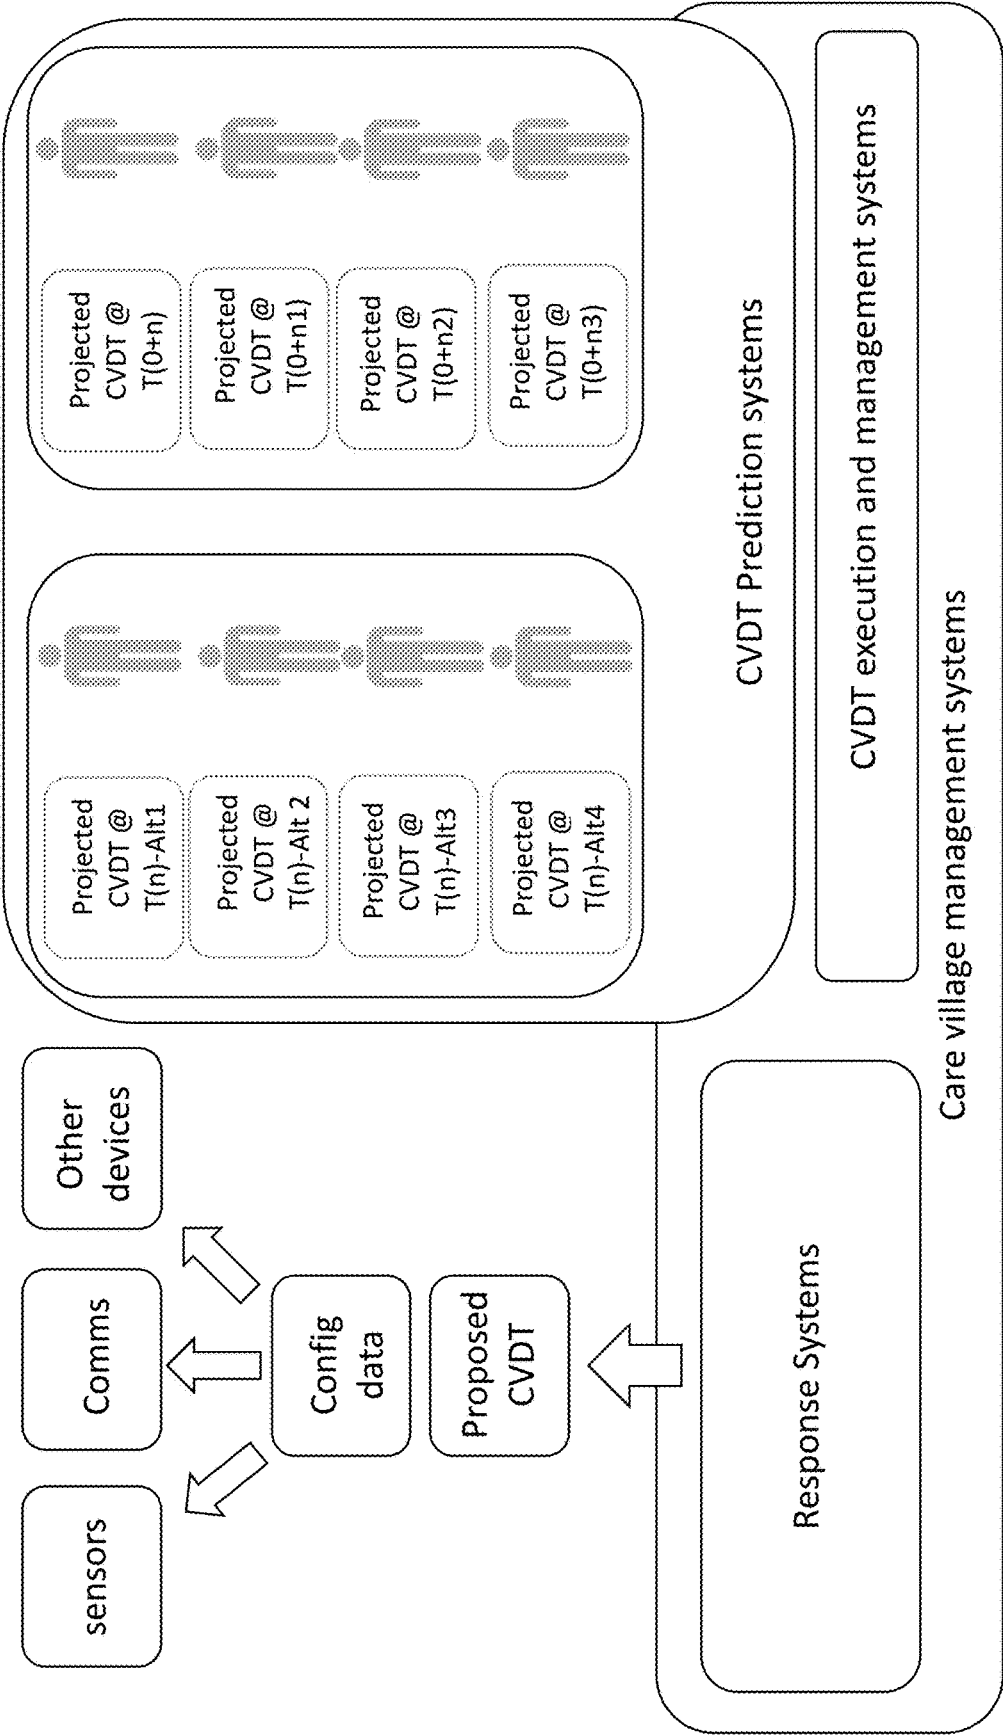 sensors
Comms
Other
devices
Config
data
Proposed
CVDT
Response Systems
Projected
CVDT @
T(n)-Alt1
Projected
CVDT @
T(n)-Alt 2
Projected
CVDT @
T(n)-Alt3
Projected
CVDT @
T(n)-Alt4
Projected
CVDT @
T(0+n)
Projected
CVDT @
T(0+n1)
Projected
CVDT @
T(0+n2)
Projected
CVDT @
T(0+n3)
CVDT Prediction systems
CVDT execution and management systems
Care village management systems